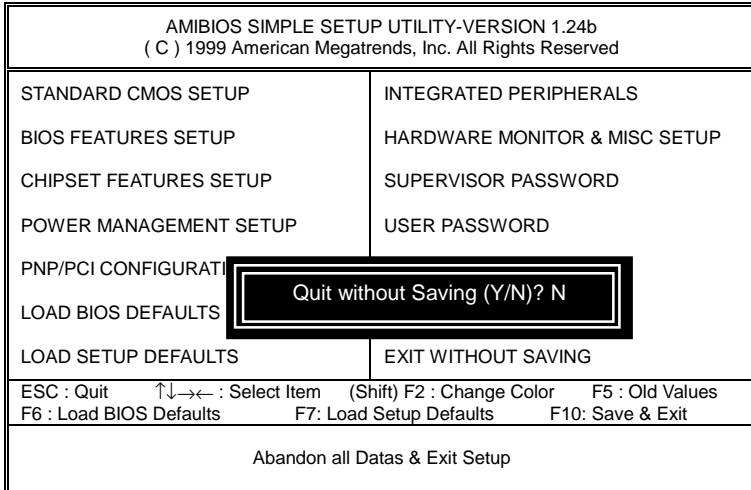 AMIBIOS SIMPLE SETUP UTILITY-VERSION 1.24b
( C ) 1999 American Megatrends, Inc. All Rights Reserved
STANDARD CMOS SETUP
BIOS FEATURES SETUP
CHIPSET FEATURES SETUP
POWER MANAGEMENT SETUP
PNP/PCI CONFIGURATI
LOAD BIOS DEFAULTS
LOAD SETUP DEFAULTS
INTEGRATED PERIPHERALS
HARDWARE MONITOR & MISC SETUP
SUPERVISOR PASSWORD
USER PASSWORD
Quit without Saving (Y/N)? N
EXIT WITHOUT SAVING
ESC : Quit ↑↓→← : Select Item (Shift) F2 : Change Color F5 : Old Values
F6 : Load BIOS Defaults F7: Load Setup Defaults F10: Save & Exit
Abandon all Datas & Exit Setup